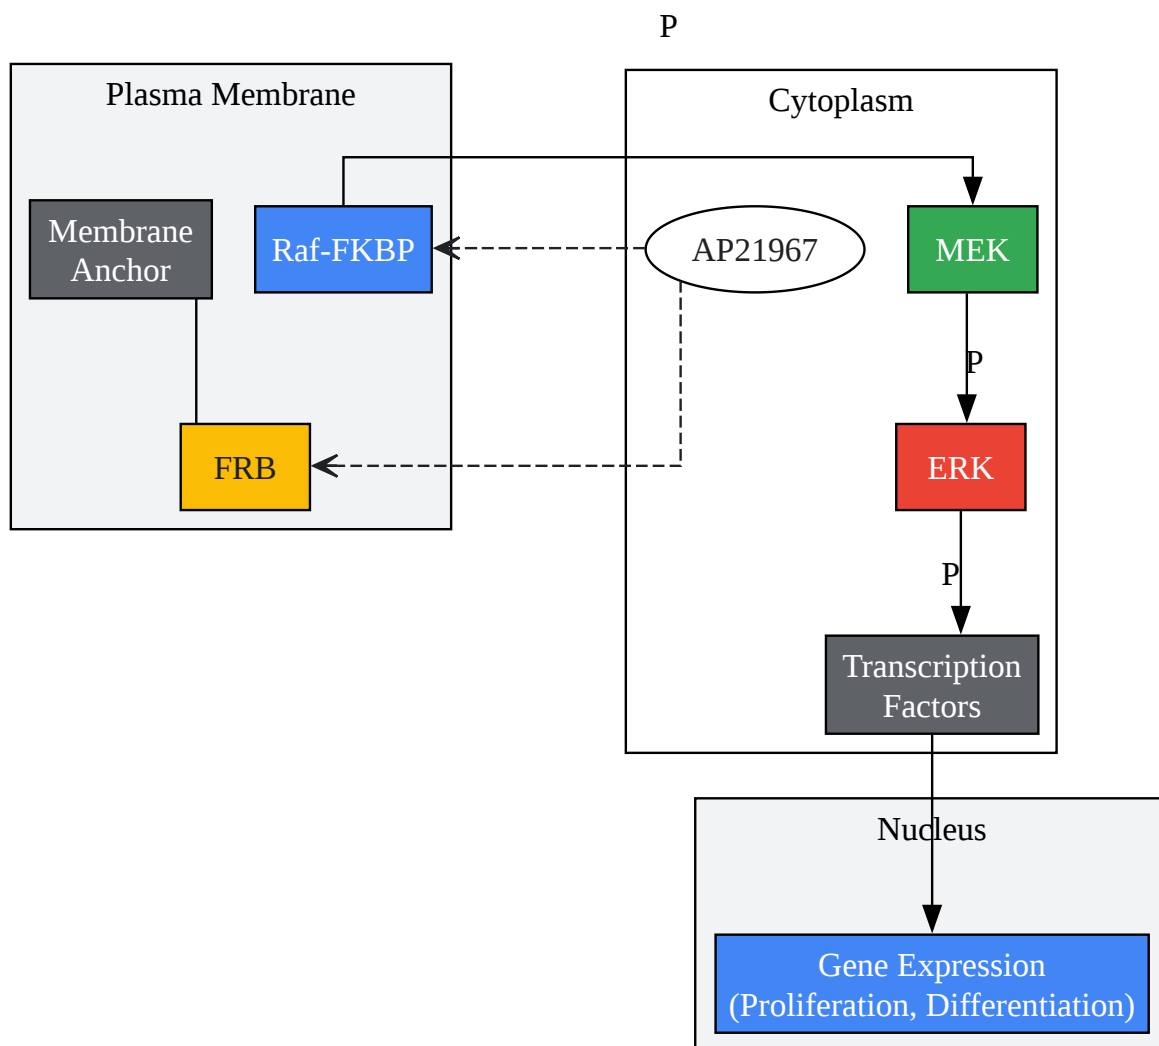 P
Plasma Membrane
Cytoplasm
Membrane
Anchor
Raf-FKBP
AP21967
MEK
P
FRB
ERK
P
Transcription
Factors
Nucleus
Gene Expression
(Proliferation, Differentiation)